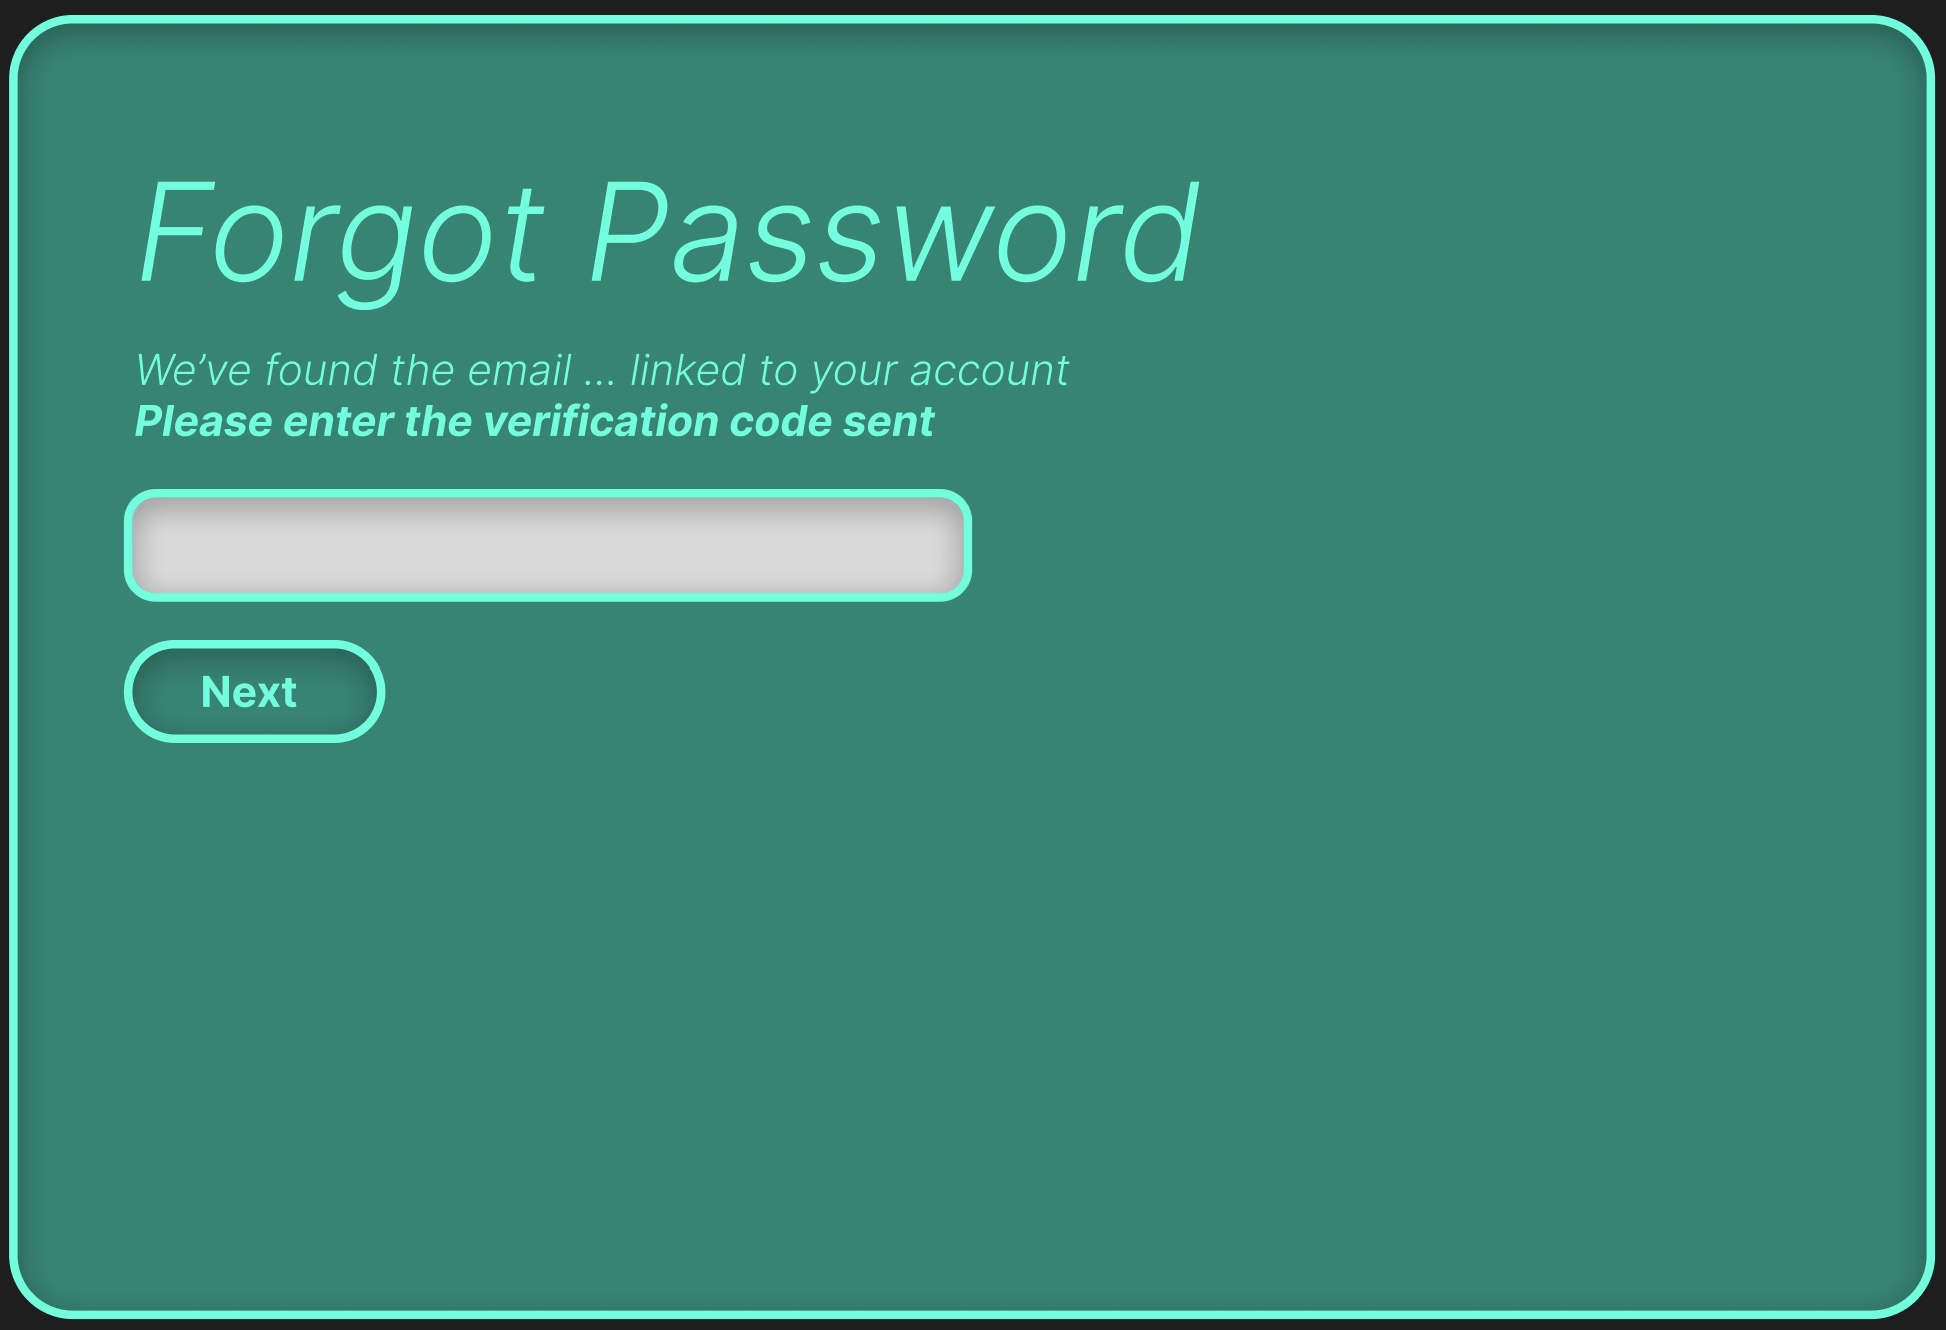 Forgot Password
We’ve found the email ... linked to your account
Please enter the verification code sent
Next